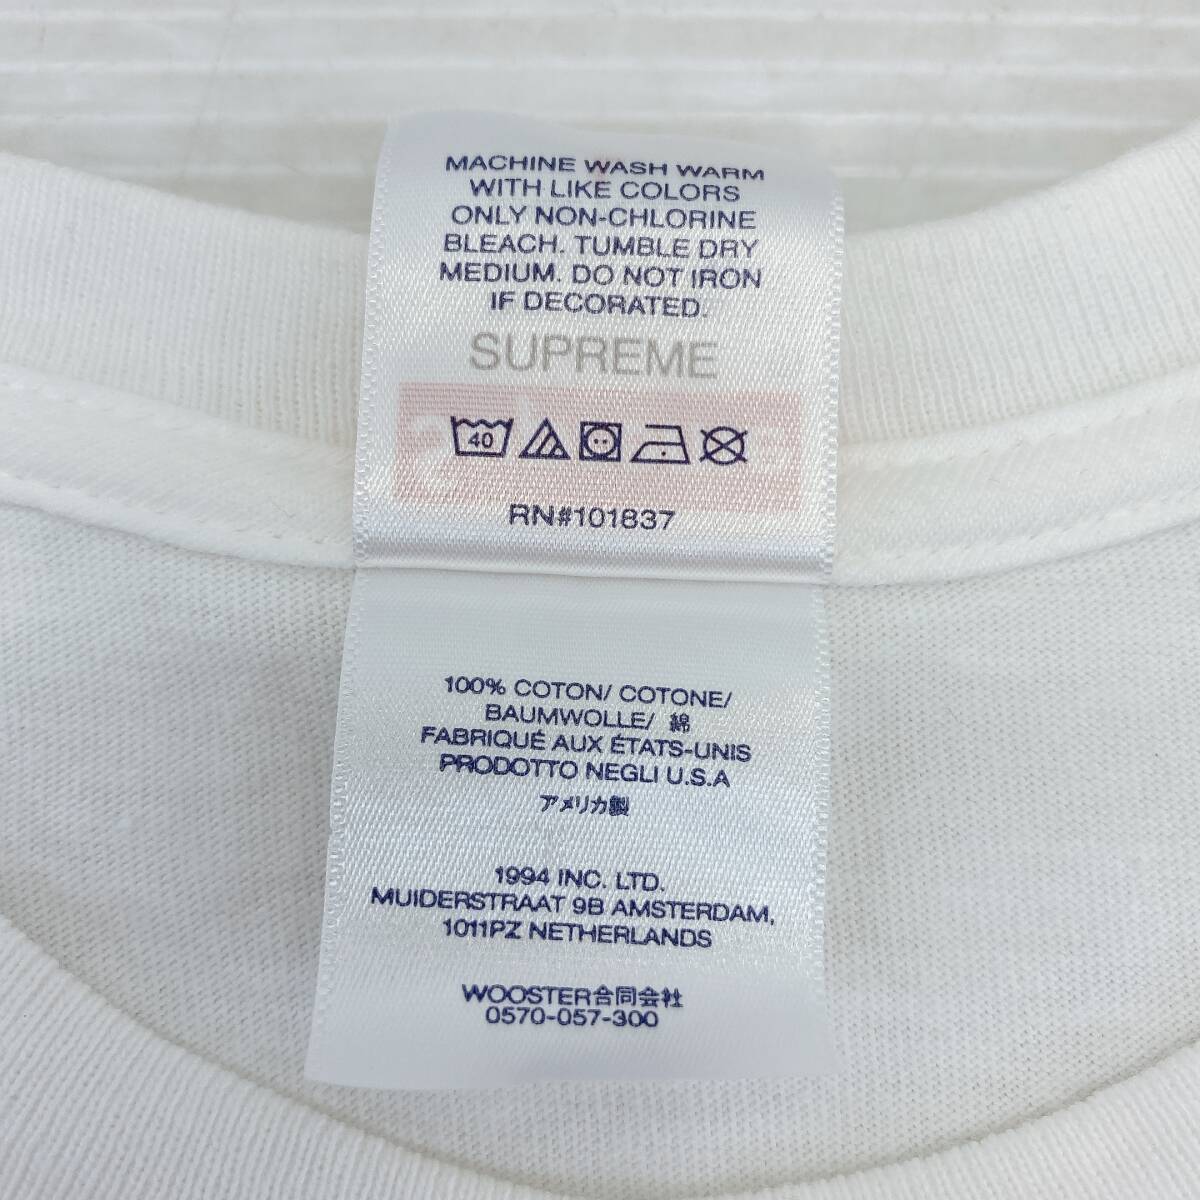 MACHINE WASH WARM
WITH LIKE COLORS
ONLY NON-CHLORINE
BLEACH. TUMBLE DRY
MEDIUM. DO NOT IRON
IF DECORATED.
SUPREME
40
RN#101837
100% COTON/ COTONE/
BAUMWOLLE/ 綿
FABRIQUÉ AUX ÉTATS-UNIS
PRODOTTO NEGLI U.S.A
アメリカ製
1994 INC. LTD.
MUIDERSTRAAT 9B AMSTERDAM,
1011PZ NETHERLANDS
WOOSTER合同会社
0570-057-300